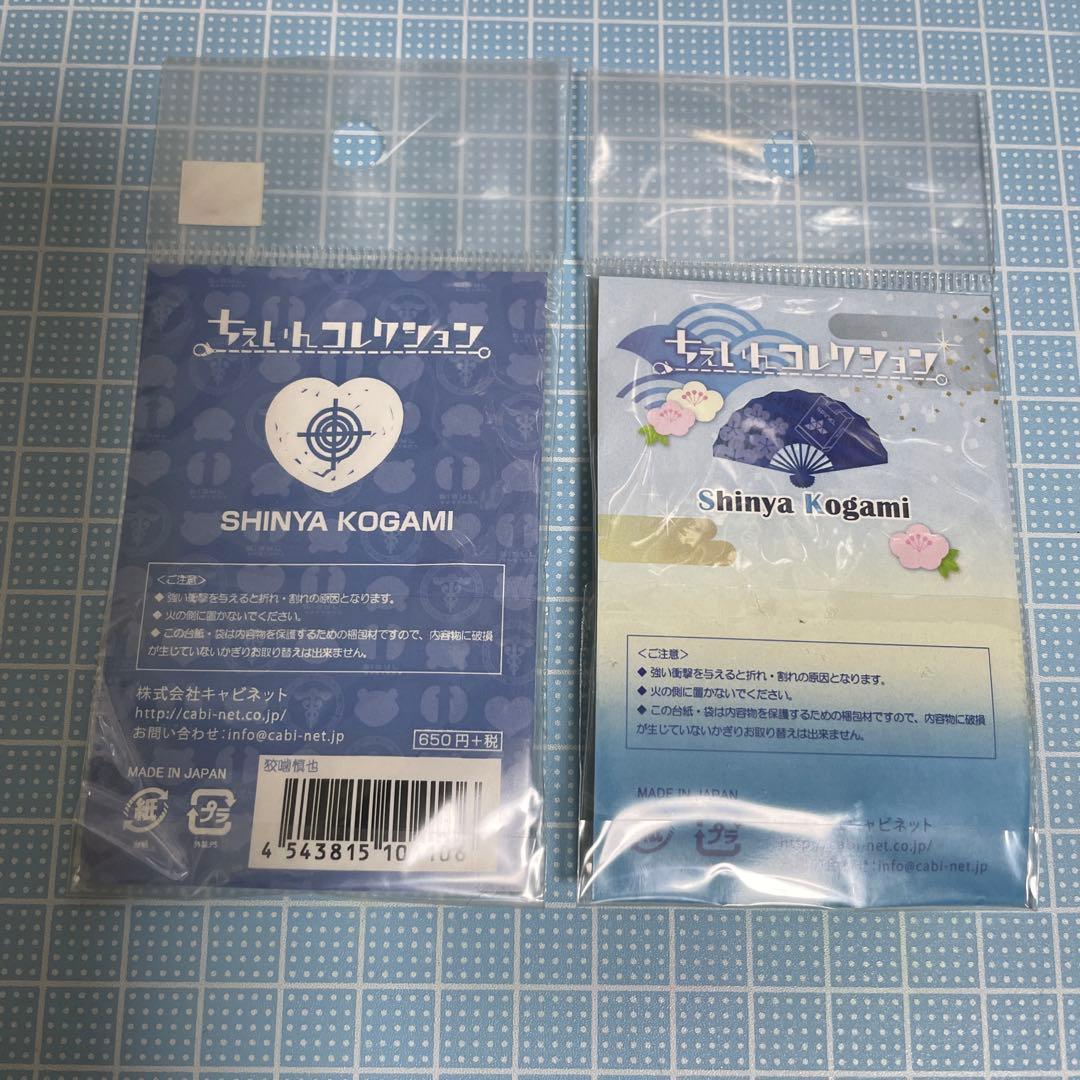 ちぇいんコレクション
SHINYA KOGAMI
<ご注意>
◆ 強い衝撃を与えると折れ・割れの原因となります。
◆ 火の側に置かないでください。
◆ この台紙・袋は内容物を保護するための梱包材ですので、内容物に破損
が生じていないかぎりお取り替えは出来ません。
株式会社キャビネット
http://cabi-net.co.jp/
お問い合わせ:info@cabi-net.jp
650円+税
MADE IN JAPAN
紙
プラ
狡噛慎也
4 543815
ちぇいんコレクション
Shinya Kogami
<ご注意>
◆ 強い衝撃を与えると折れ・割れの原因となります。
◆ 火の側に置かないでください。
◆ この台紙・袋は内容物を保護するための梱包材ですので、内容物に破損
が生じていないかぎりお取り替えは出来ません。
MADE IN JAPAN
紙
プラ
キャビネット
http://cabi-net.co.jp/
:info@cabi-net.jp